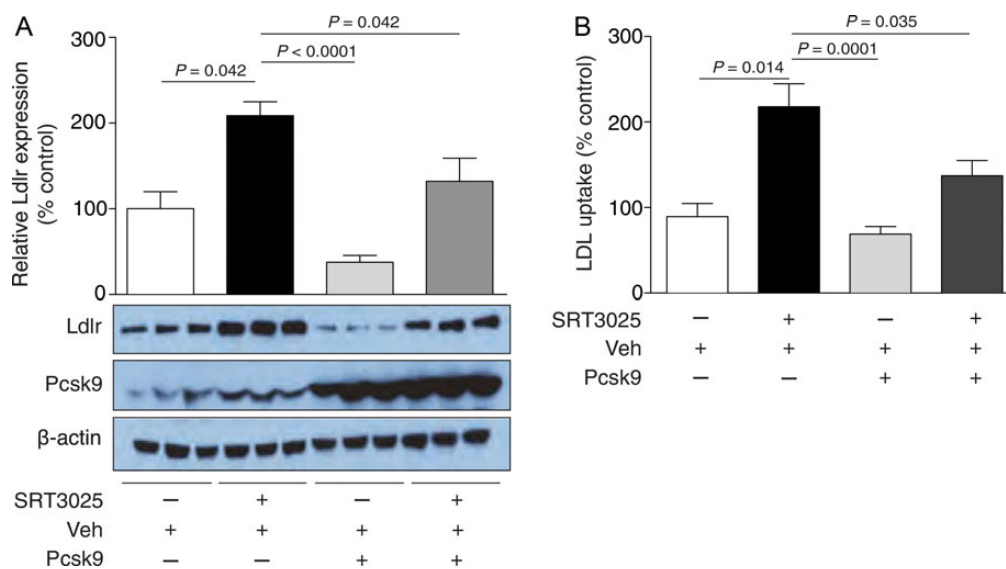 A
P = 0.042
P < 0.0001
P = 0.042
Relative Ldlr expression
(% control)
300
200
100
0
Ldlr
Pcsk9
β-actin
SRT3025 – + – +
Veh + + + +
Pcsk9 – – + +
B
P = 0.035
P = 0.0001
P = 0.014
LDL uptake (% control)
300
200
100
0
SRT3025 – + – +
Veh + + + +
Pcsk9 – – + +